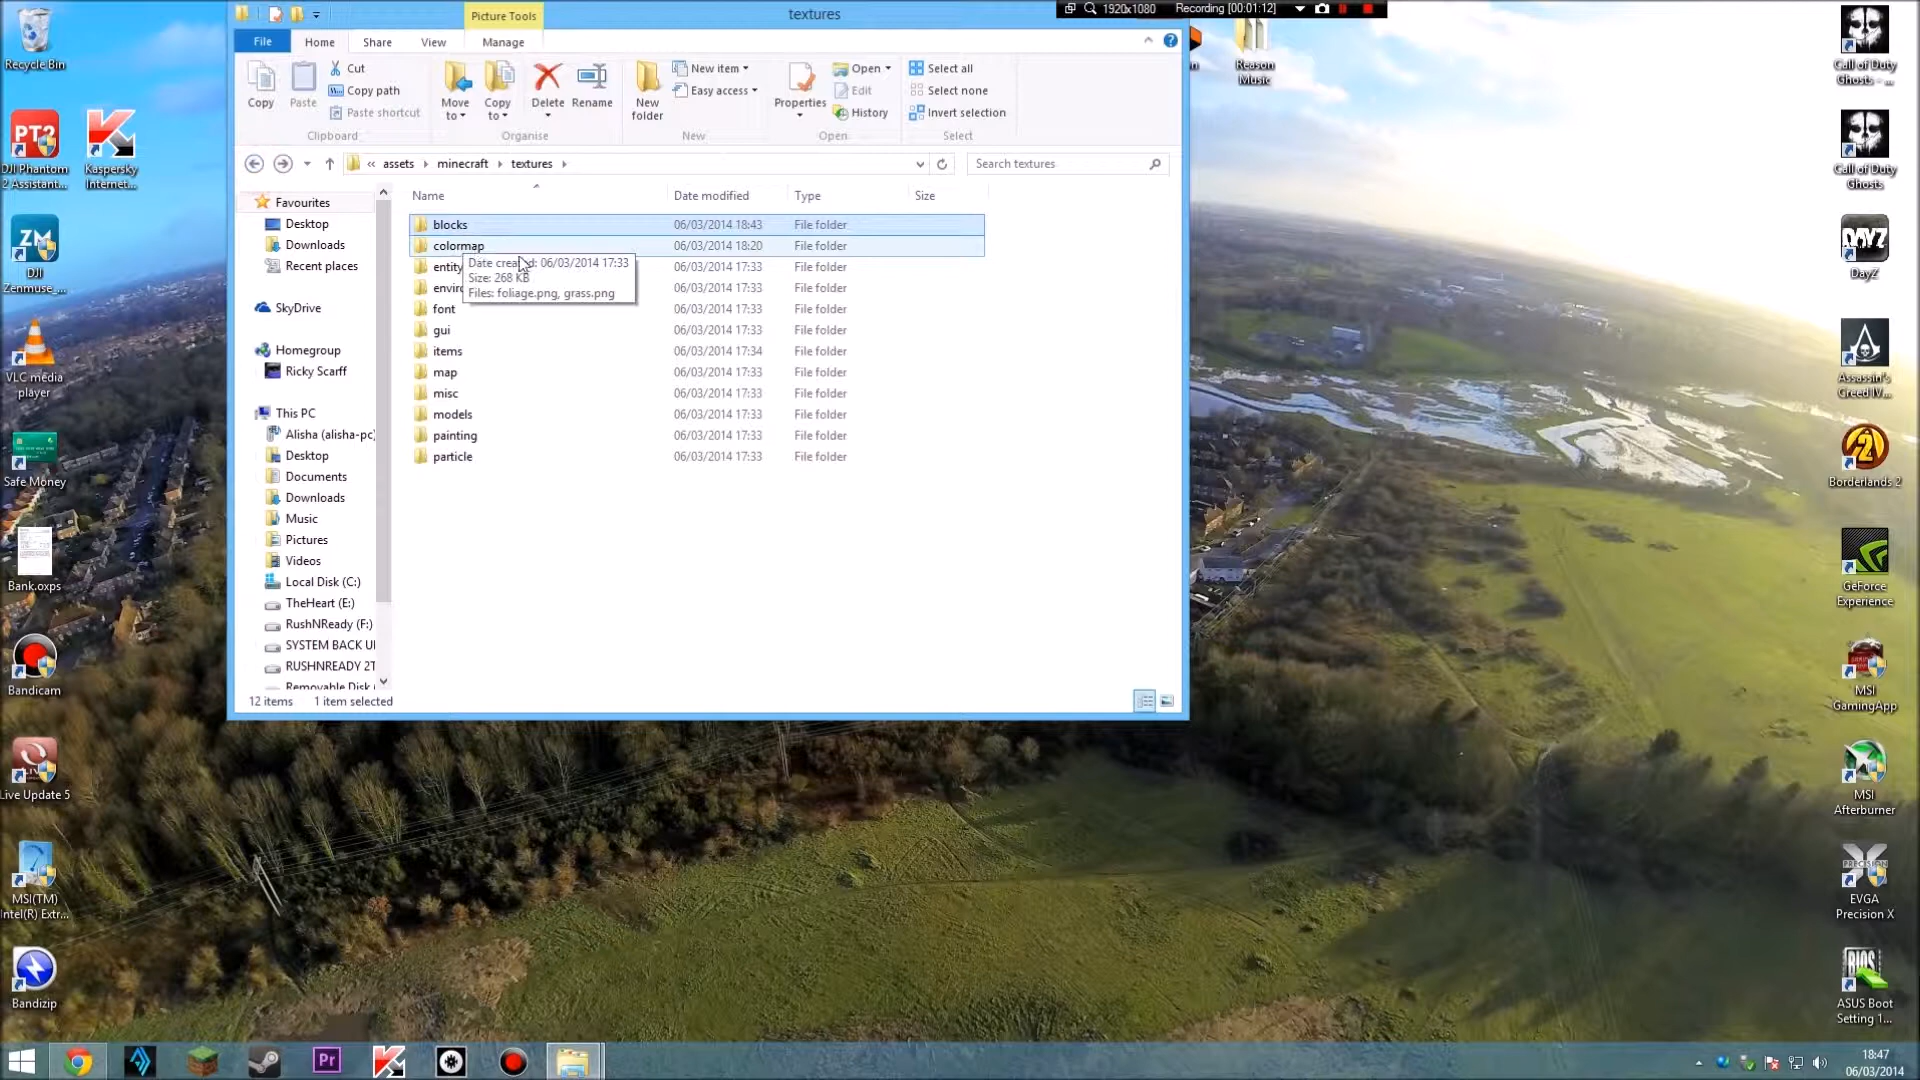 Picture Tools
textures
1920x1080
Recording [00:01:12]
File
Home
Share
View
Manage
Copy
Paste
Cut
Copy path
Paste shortcut
Clipboard
Move to
Copy to
Delete
Rename
Organise
New folder
New item
Easy access
New
Properties
Open
Edit
History
Open
Select all
Select none
Invert selection
Select
« assets minecraft textures
Search textures
Name
Date modified
Type
Size
blocks 06/03/2014 18:43 File folder
colormap 06/03/2014 18:20 File folder
entity 06/03/2014 17:33 File folder
06/03/2014 17:33 File folder
font 06/03/2014 17:33 File folder
gui 06/03/2014 17:33 File folder
items 06/03/2014 17:34 File folder
map 06/03/2014 17:33 File folder
misc 06/03/2014 17:33 File folder
models 06/03/2014 17:33 File folder
painting 06/03/2014 17:33 File folder
particle 06/03/2014 17:33 File folder
Date created: 06/03/2014 17:33
Size: 268 KB
Files: foliage.png, grass.png
Favourites
Desktop
Downloads
Recent places
SkyDrive
Homegroup
Ricky Scarff
This PC
Alisha (alisha-pc)
Desktop
Documents
Downloads
Music
Pictures
Videos
Local Disk (C:)
TheHeart (E:)
RushNReady (F:)
SYSTEM BACK U
RUSHNREADY 2T
Removable Disk
12 items
1 item selected
Recycle Bin
PT2
DJI Phantom
2 Assistant...
Kaspersky
Internet...
ZM
DJI
Zenmuse...
VLC media
player
Safe Money
Bank.oxps
Bandicam
LIVE
Live Update 5
MSI(TM)
Intel(R) Extr...
Bandizip
Reason
Music
Call of Duty
Ghosts - ...
Call of Duty
Ghosts
DAYZ
DayZ
Assassin's
Creed IV...
2
Borderlands 2
GeForce
Experience
MSI
GamingApp
MSI
Afterburner
PRECISION
EVGA
Precision X
BIOS
ASUS Boot
Setting 1...
Pr
18:47
06/03/2014